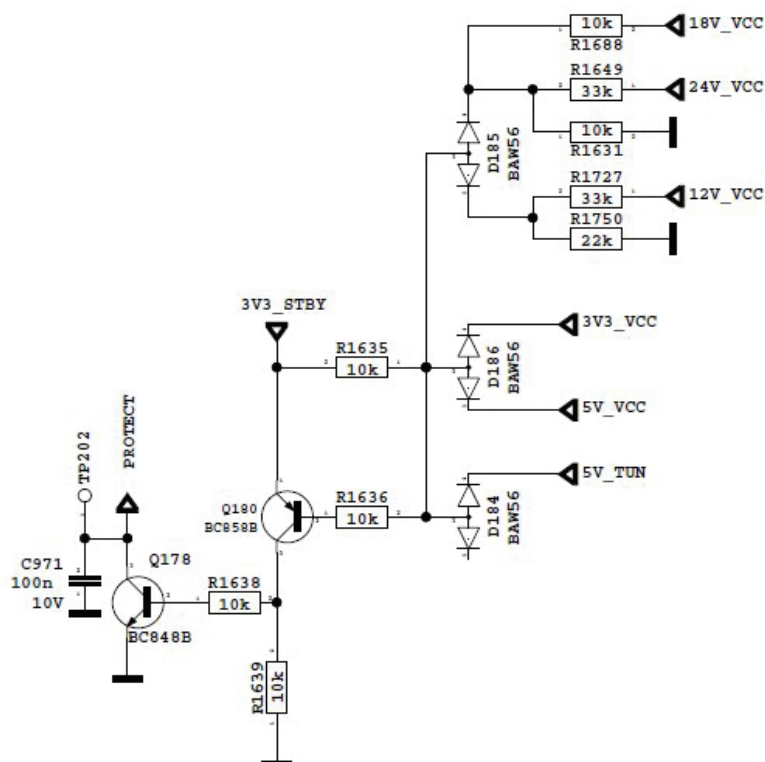 10k
18V_VCC
R1688
R1649
33k
24V_VCC
10k
R1631
D185
BAW56
R1727
33k
12V_VCC
R1750
22k
3V3_STBY
3V3_VCC
R1635
10k
D186
BAW56
5V_VCC
TP202
PROTECT
5V_TUN
Q180
BC858B
R1636
10k
D184
BAW56
C971
100n
10V
Q178
BC848B
R1638
10k
R1639
10k